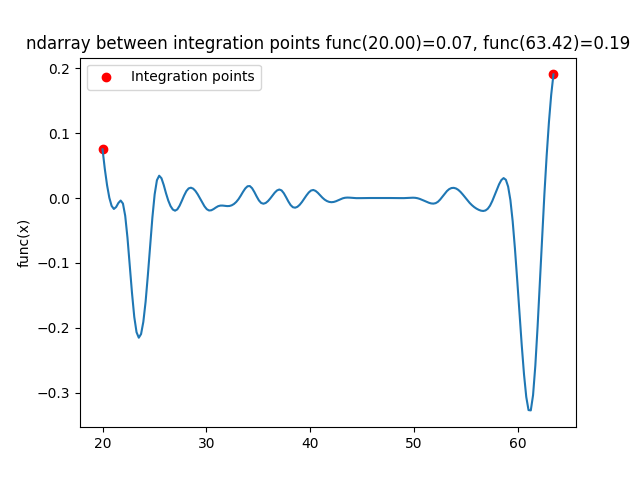 ndarray between integration points func(20.00)=0.07, func(63.42)=0.19
Integration points
func(x)
0.2
0.1
0.0
−0.1
−0.2
−0.3
20 30 40 50 60